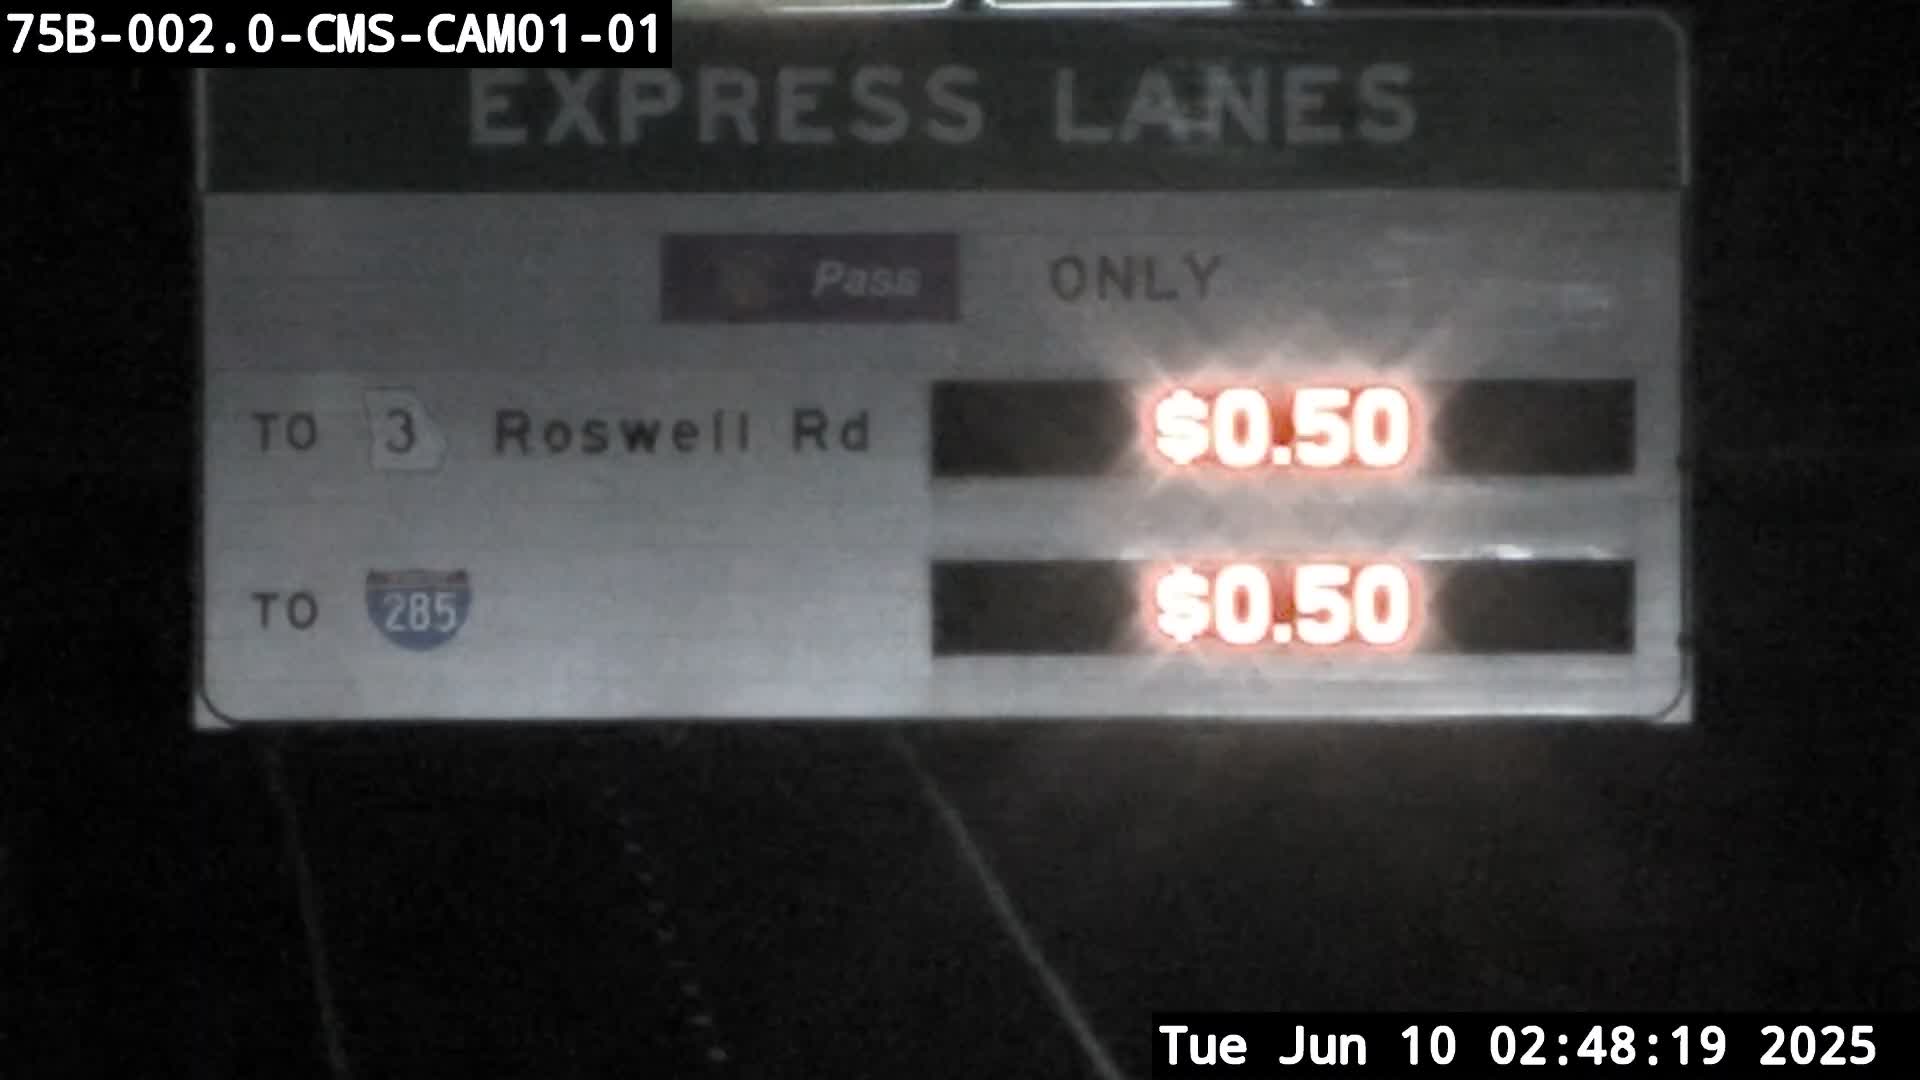 75B-002.0-CMS-CAM01-01
EXPRESS LANES
Pass ONLY
TO 3 Roswell Rd $0.50
TO 285 $0.50
Tue Jun 10 02:48:19 2025